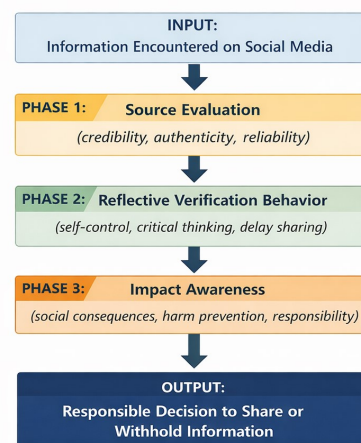 INPUT:
Information Encountered on Social Media
PHASE 1: Source Evaluation
(credibility, authenticity, reliability)
PHASE 2: Reflective Verification Behavior
(self-control, critical thinking, delay sharing)
PHASE 3: Impact Awareness
(social consequences, harm prevention, responsibility)
OUTPUT:
Responsible Decision to Share or
Withhold Information